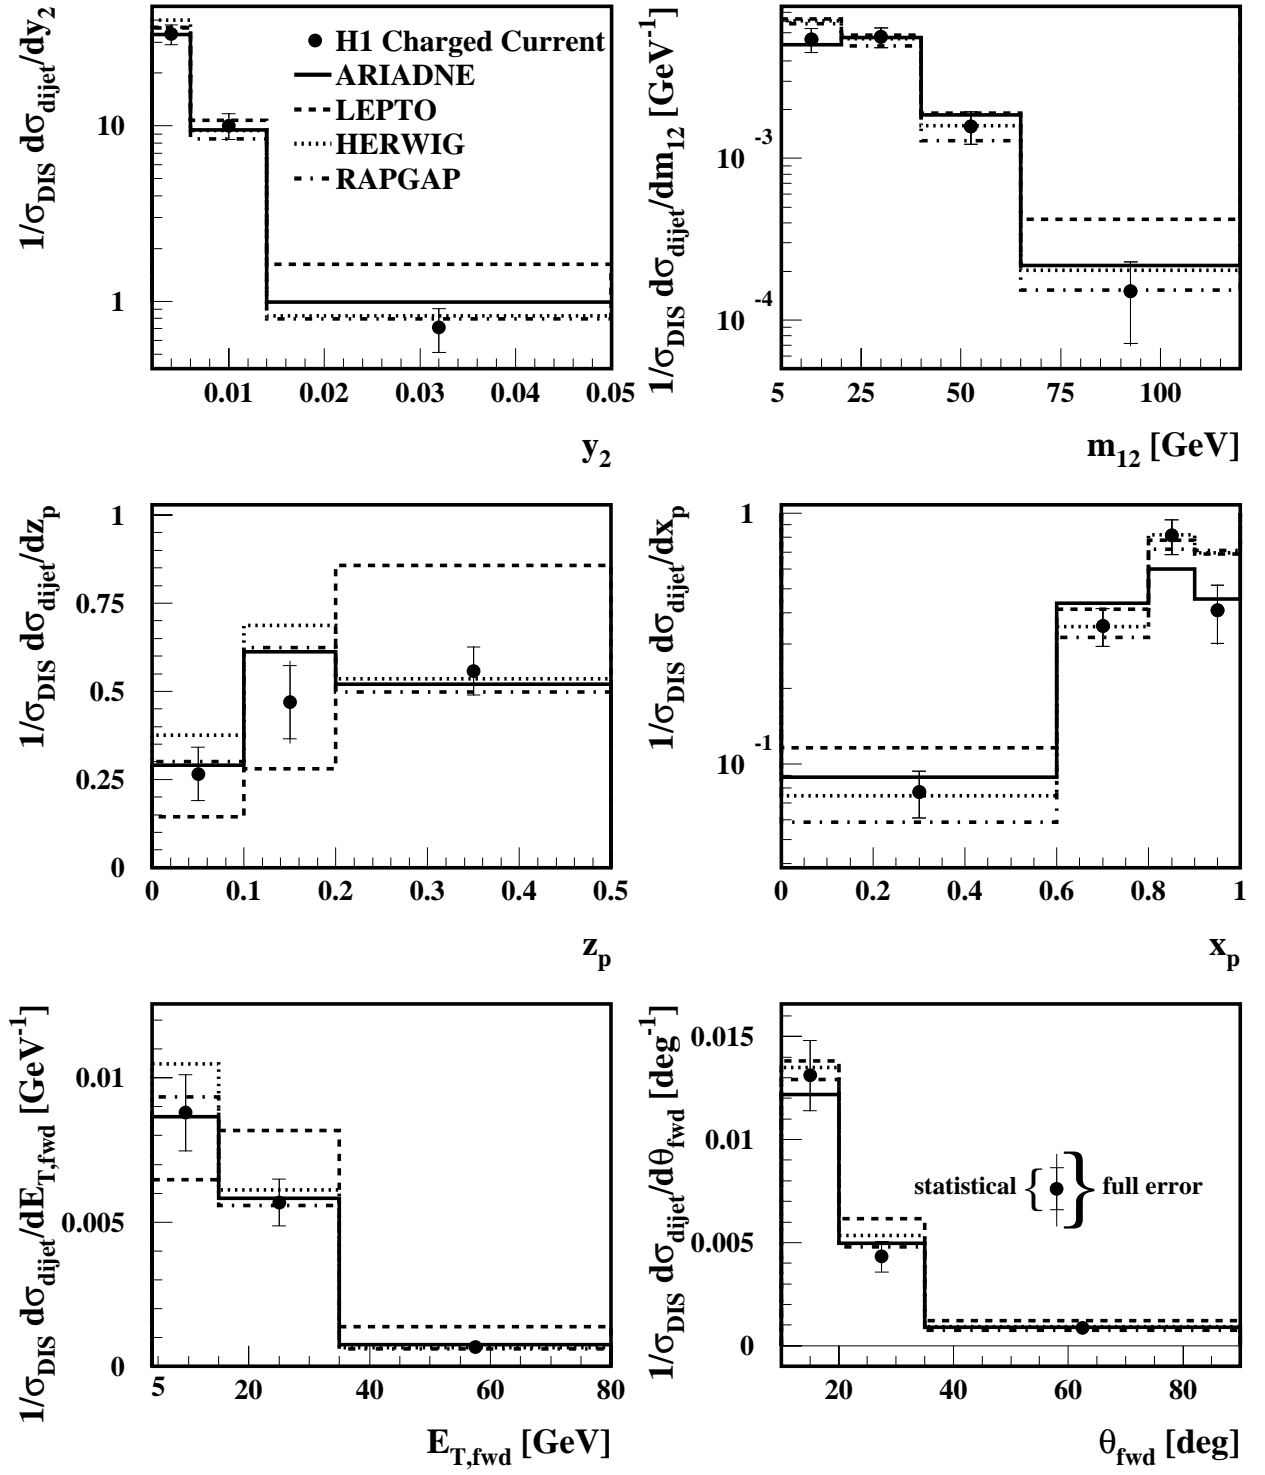 1/σDIS dσdijet/dy2
10
1
0.01 0.02 0.03 0.04 0.05
y2
H1 Charged Current
ARIADNE
LEPTO
HERWIG
RAPGAP
1/σDIS dσdijet/dm12 [GeV-1]
10 -3
10 -4
5 25 50 75 100
m12 [GeV]
1/σDIS dσdijet/dzp
1
0.75
0.5
0.25
0
0 0.1 0.2 0.3 0.4 0.5
zp
1/σDIS dσdijet/dxp
1
10 -1
0 0.2 0.4 0.6 0.8 1
xp
1/σDIS dσdijet/dET,fwd [GeV-1]
0.01
0.005
0
5 20 40 60 80
ET,fwd [GeV]
1/σDIS dσdijet/dθfwd [deg-1]
0.015
0.01
0.005
0
statistical { } full error
20 40 60 80
θfwd [deg]